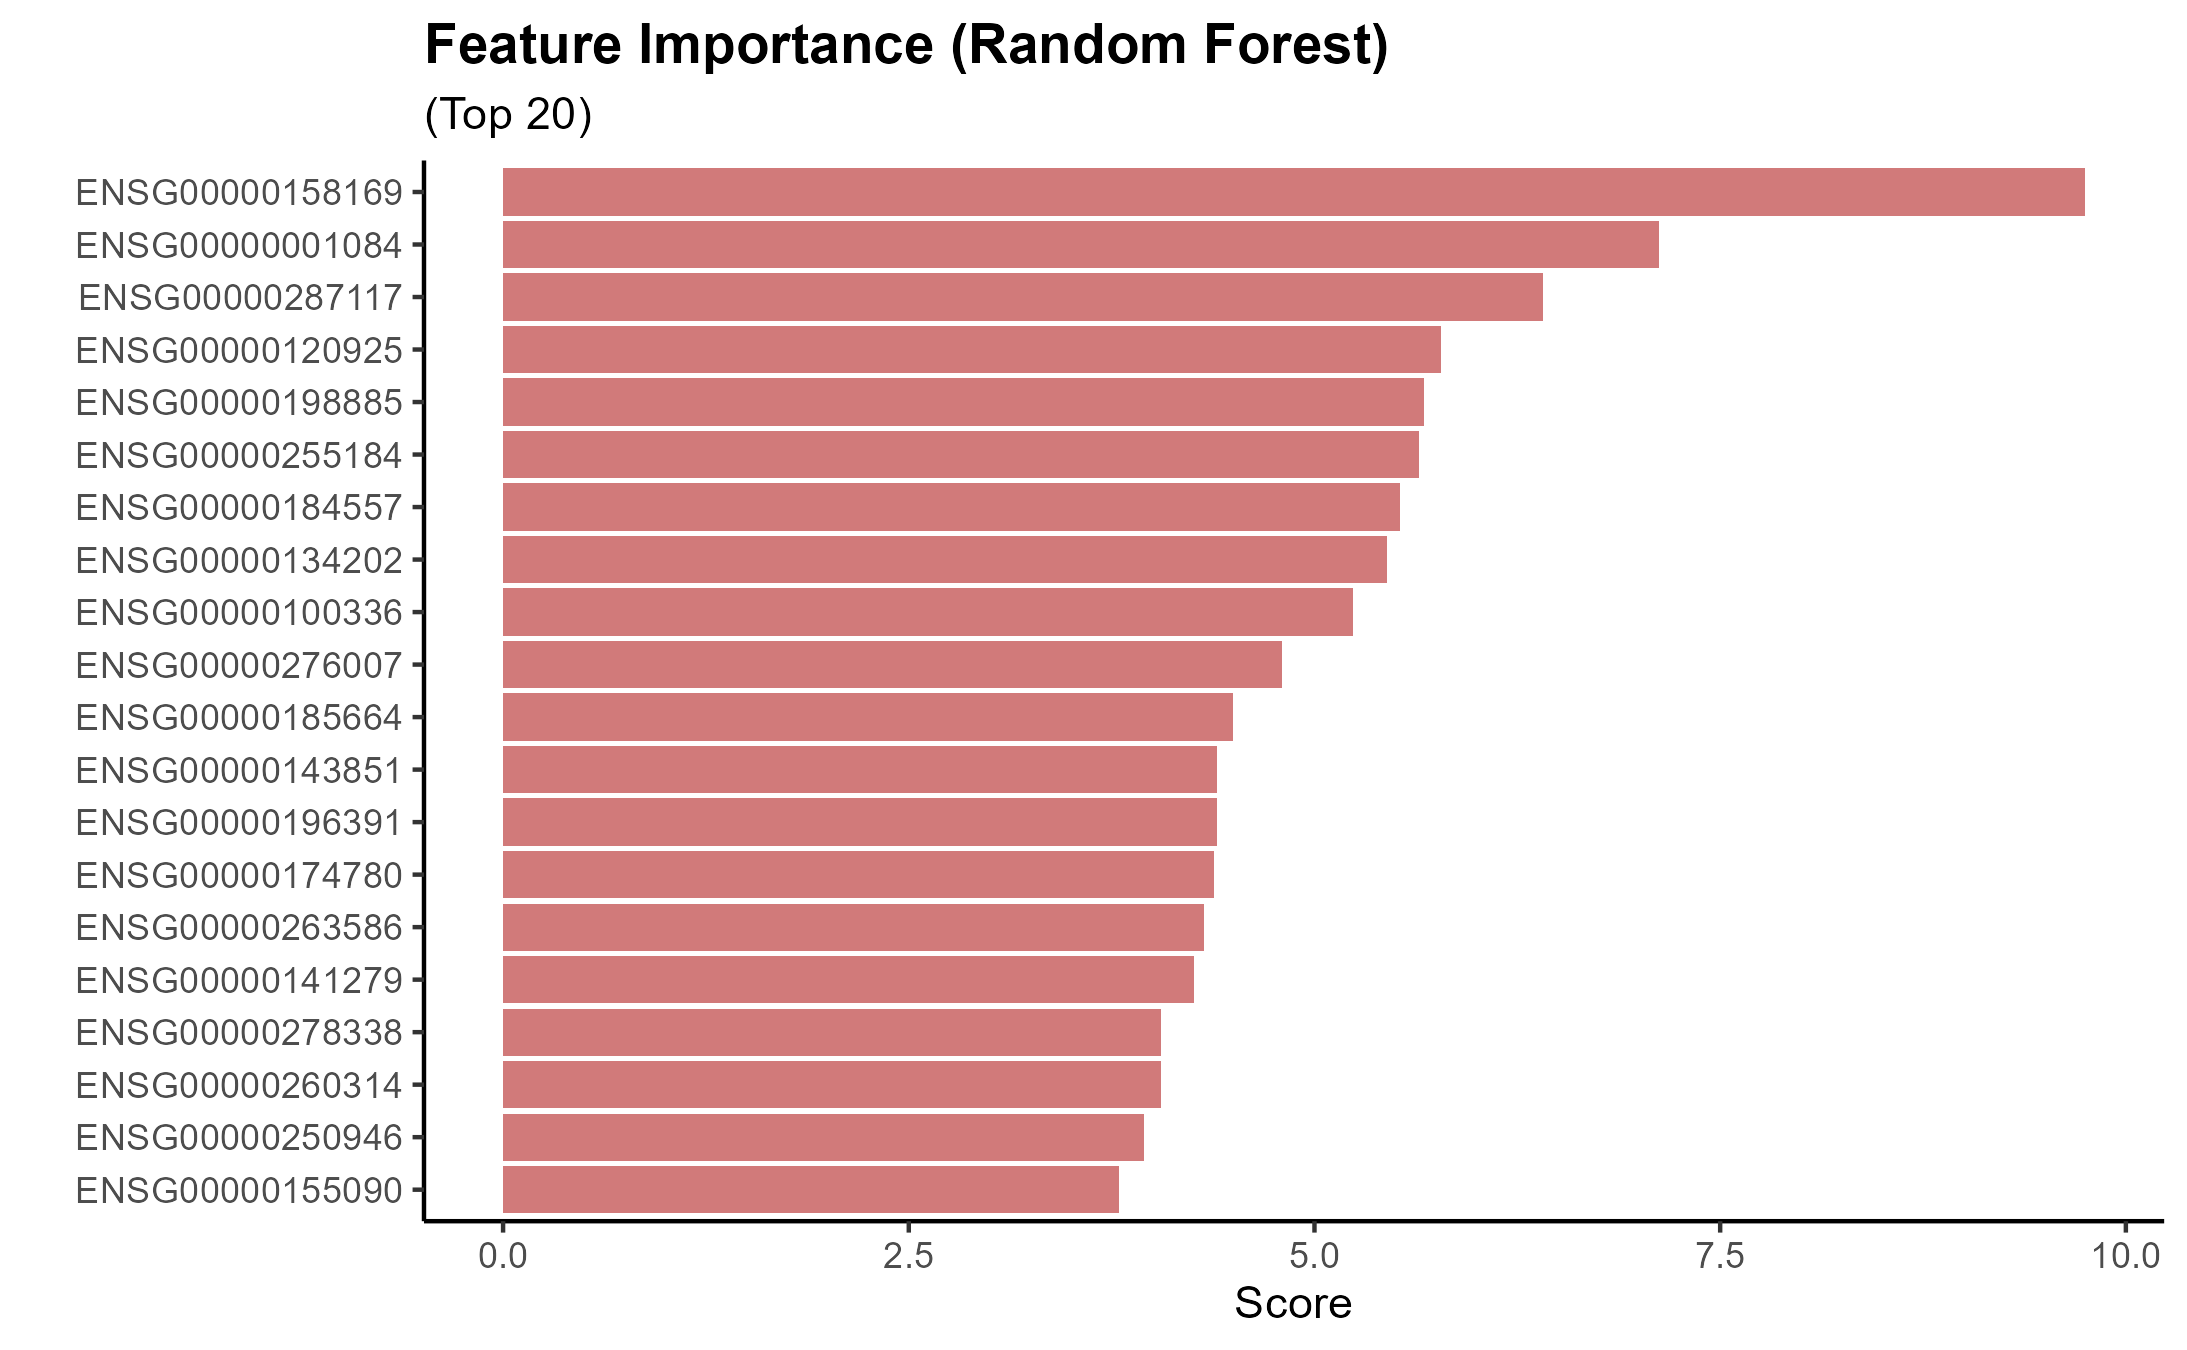 Feature Importance (Random Forest)
(Top 20)
ENSG00000158169
ENSG00000001084
ENSG00000287117
ENSG00000120925
ENSG00000198885
ENSG00000255184
ENSG00000184557
ENSG00000134202
ENSG00000100336
ENSG00000276007
ENSG00000185664
ENSG00000143851
ENSG00000196391
ENSG00000174780
ENSG00000263586
ENSG00000141279
ENSG00000278338
ENSG00000260314
ENSG00000250946
ENSG00000155090
0.0 2.5 5.0 7.5 10.0
Score